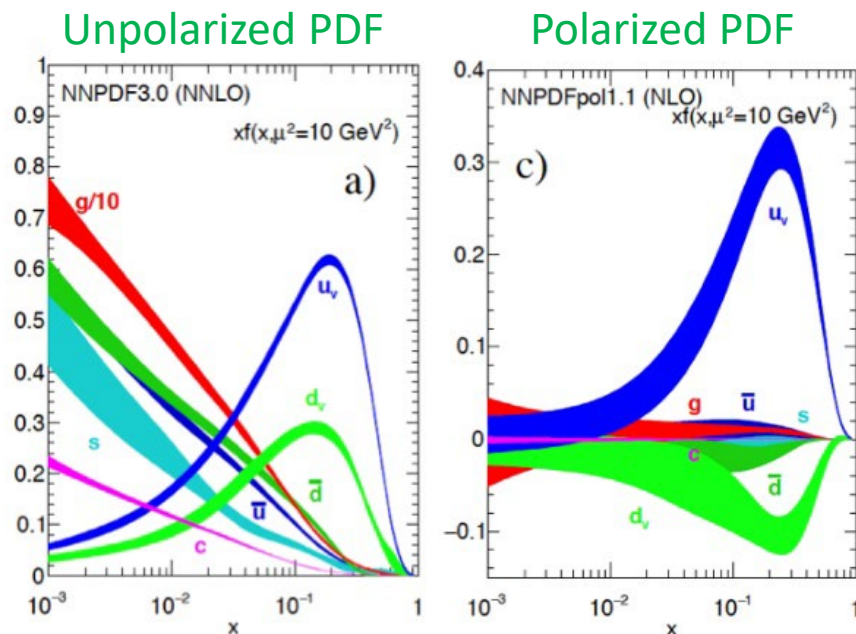 Unpolarized PDF
NNPDF3.0 (NNLO)
xf(x,μ²=10 GeV²)
a)
g/10
u_v
d_v
s
d̅
u̅
c
1
0.9
0.8
0.7
0.6
0.5
0.4
0.3
0.2
0.1
0
10⁻³
10⁻²
10⁻¹
1
x
Polarized PDF
NNPDFpol1.1 (NLO)
xf(x,μ²=10 GeV²)
c)
u_v
g
u̅
s
c
d̅
d_v
0.4
0.3
0.2
0.1
0
−0.1
10⁻³
10⁻²
10⁻¹
1
x